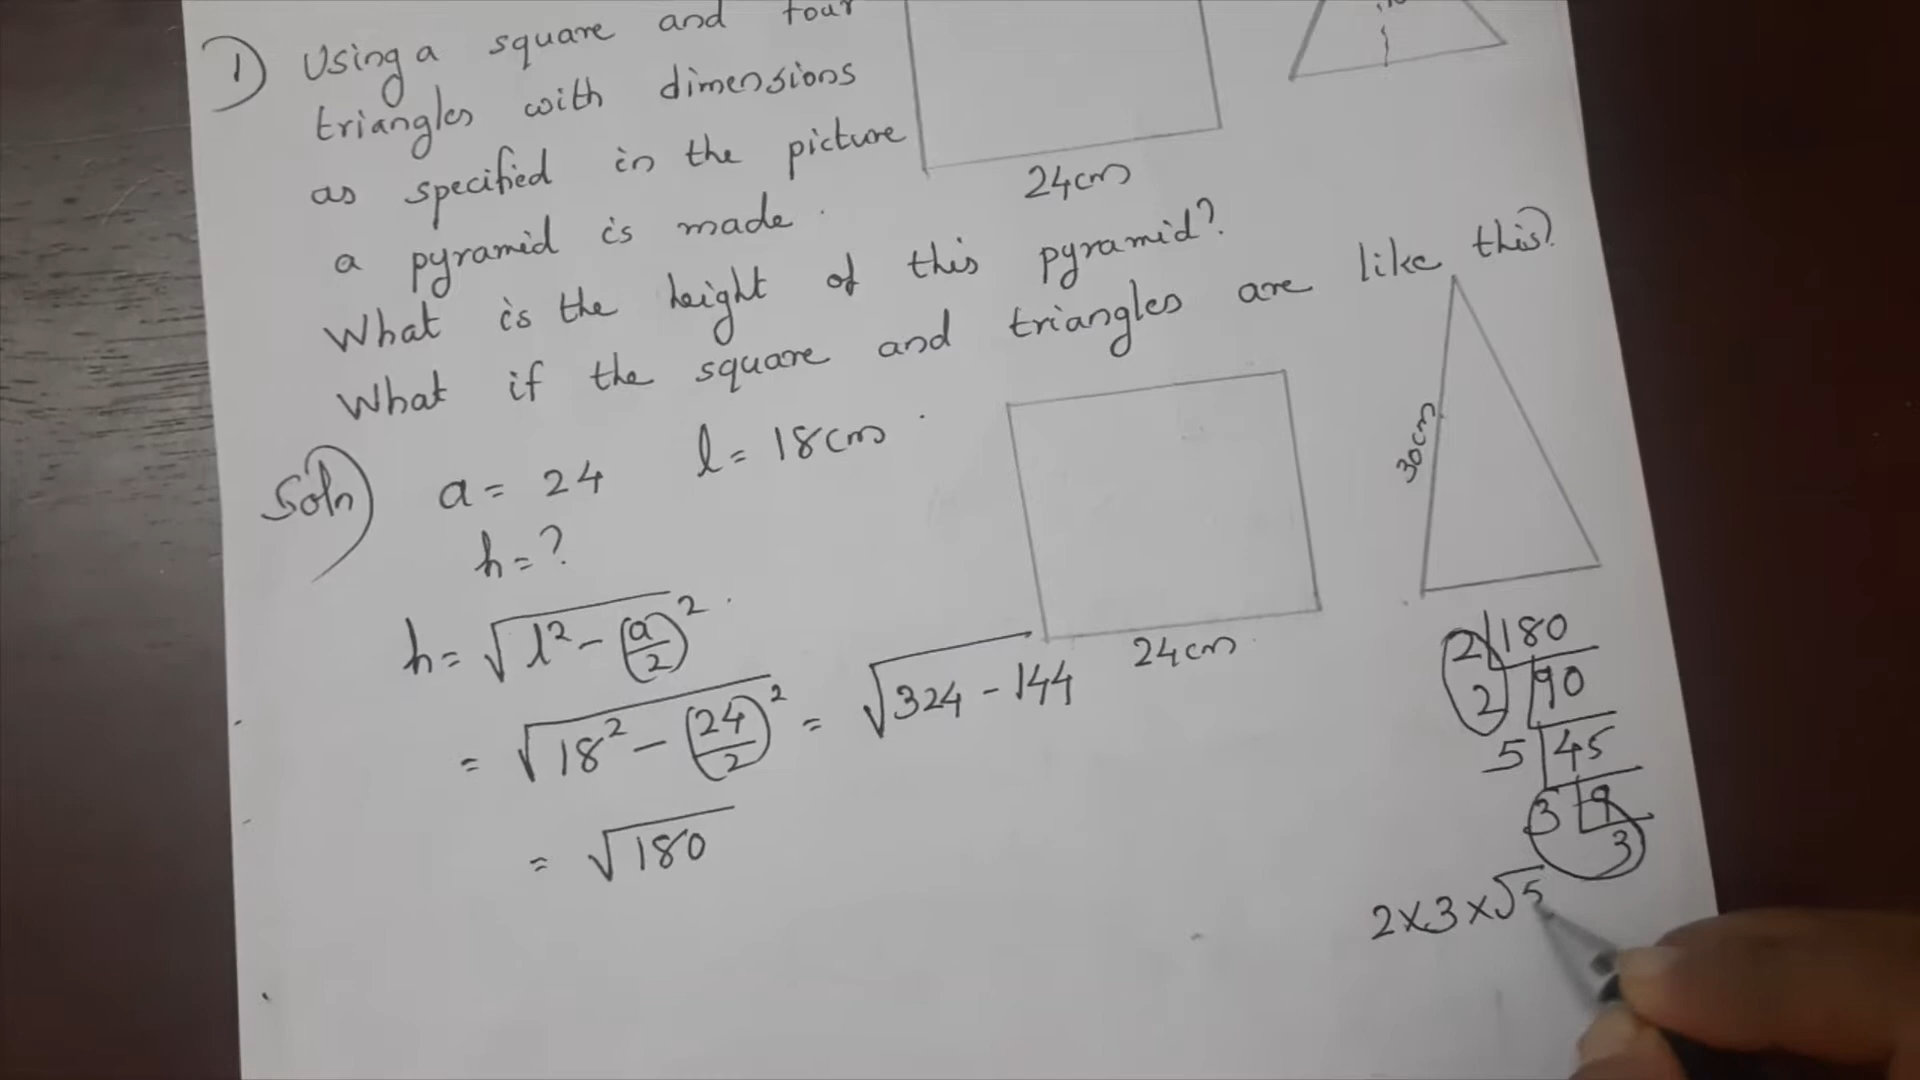 1) Using a square and four
triangles with dimensions
as specified in the picture
a pyramid is made.
24cm
What is the height of this pyramid?
What if the square and triangles are like this?
Soln) a = 24 l = 18cm
30cm
h = ?
h = √l² - (a/2)²
24cm
= √18² - (24/2)² = √324 - 144
= √180
2 180
2 90
5 45
3 9
3
2×3×√5